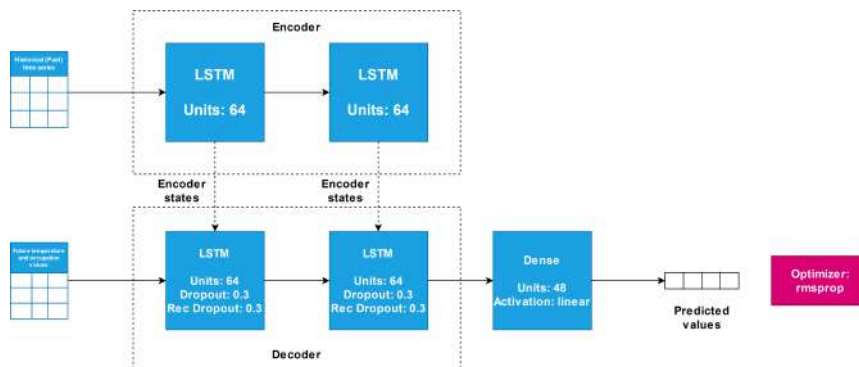 Encoder
Historical (Past)
time series
LSTM
Units: 64
LSTM
Units: 64
Encoder
states
Encoder
states
Future temperature
and occupation
values
LSTM
Units: 64
Dropout: 0.3
Rec Dropout: 0.3
LSTM
Units: 64
Dropout: 0.3
Rec Dropout: 0.3
Dense
Units: 48
Activation: linear
Predicted
values
Optimizer:
rmsprop
Decoder